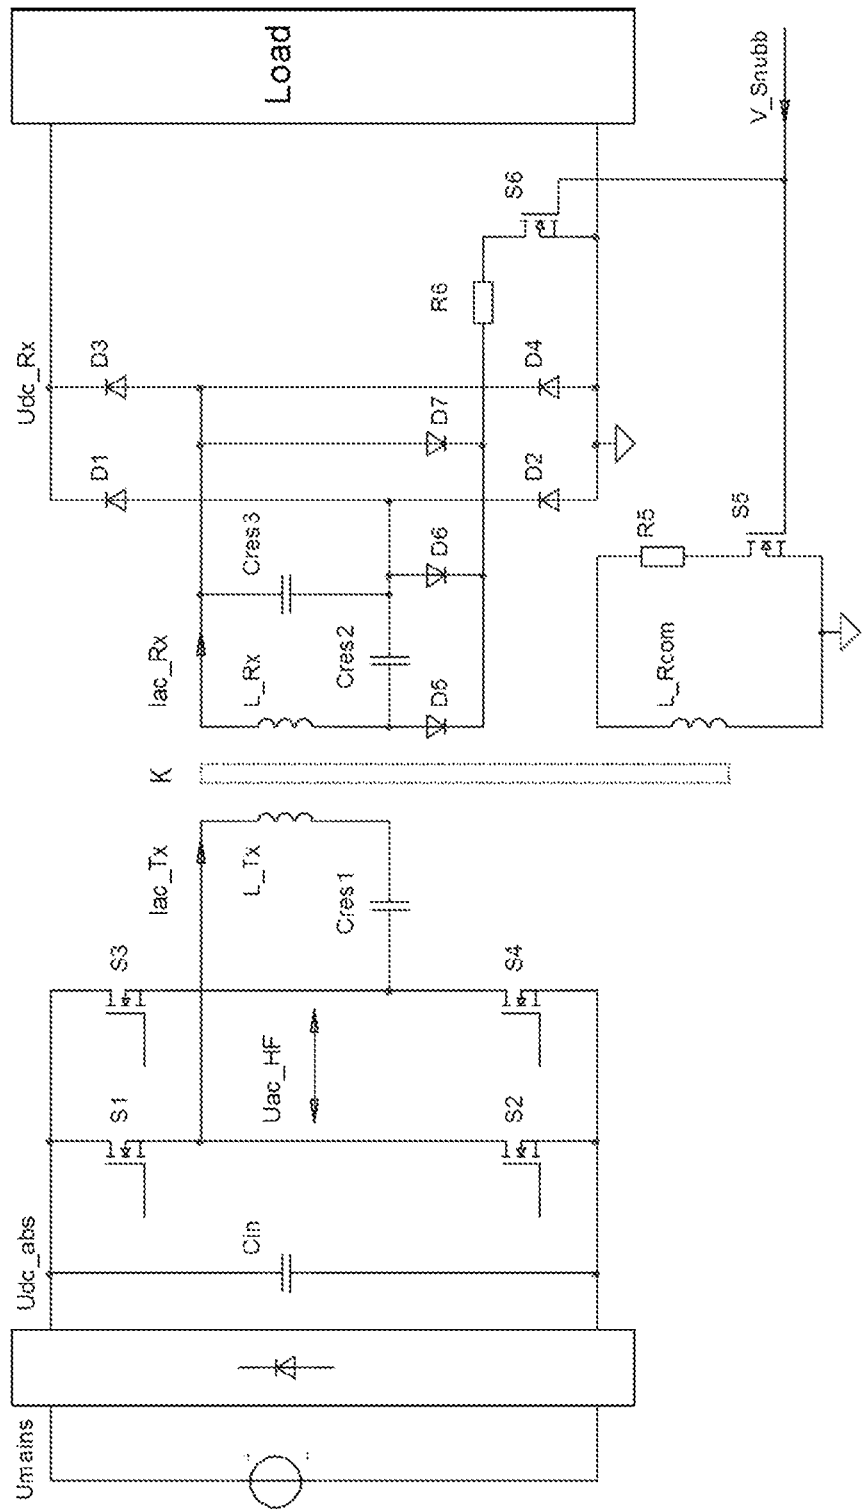 Load
V_Snubb
S6
R6
Udc_Rx
D3
D4
D7
D1
D2
Cres3
D6
R5
S5
Iac_Rx
L_Rx
Cres2
D5
L_Rcom
K
Iac_Tx
L_Tx
Cres1
S3
S4
Uac_HF
S1
S2
Udc_abs
Cin
Umains